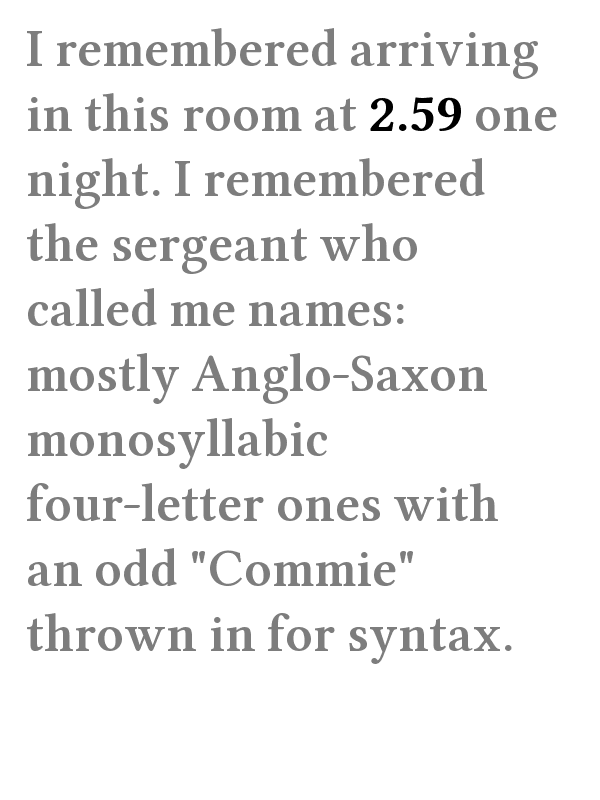 I remembered arriving
in this room at 2.59 one
night. I remembered
the sergeant who
called me names:
mostly Anglo-Saxon
monosyllabic
four-letter ones with
an odd "Commie"
thrown in for syntax.